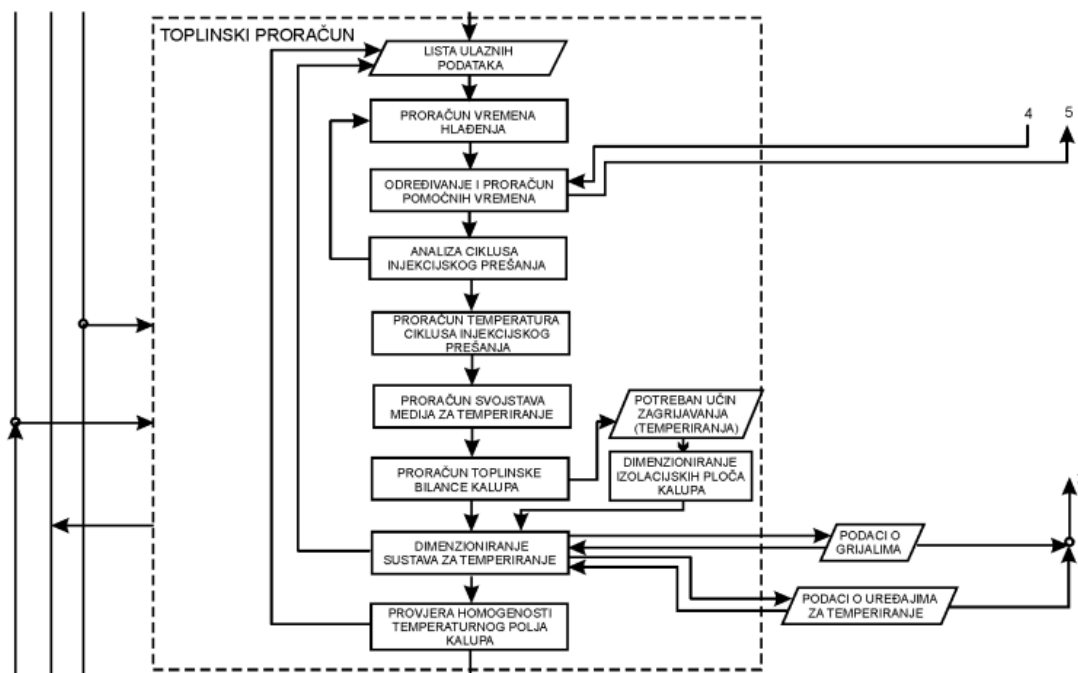 TOPLINSKI PRORAČUN
LISTA ULAZNIH
PODATAKA
PRORAČUN VREMENA
HLAĐENJA
4
5
ODREĐIVANJE I PRORAČUN
POMOĆNIH VREMENA
ANALIZA CIKLUSA
INJEKCIJSKOG PREŠANJA
PRORAČUN TEMPERATURA
CIKLUSA INJEKCIJSKOG
PREŠANJA
PRORAČUN SVOJSTAVA
MEDIJA ZA TEMPERIRANJE
POTREBAN UČIN
ZAGRIJAVANJA
(TEMPERIRANJA)
PRORAČUN TOPLINSKE
BILANCE KALUPA
DIMENZIONIRANJE
IZOLACIJSKIH PLOČA
KALUPA
DIMENZIONIRANJE
SUSTAVA ZA TEMPERIRANJE
PODACI O
GRIJALIMA
PODACI O UREĐAJIMA
ZA TEMPERIRANJE
PROVJERA HOMOGENOSTI
TEMPERATURNOG POLJA
KALUPA